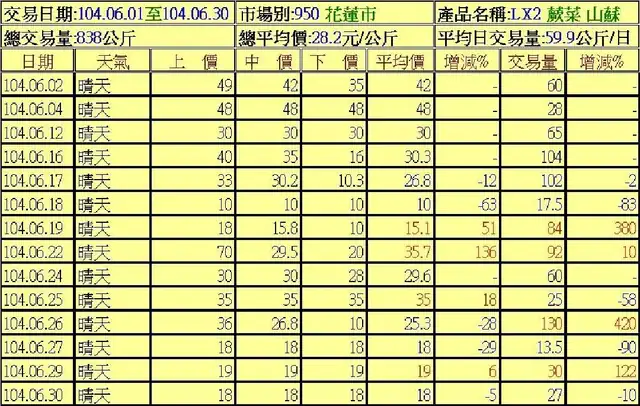 交易日期:104.06.01至104.06.30 市場別:950 花蓮市 產品名稱:LX2 蕨菜 山蘇
總交易量:838公斤 總平均價:28.2元/公斤 平均日交易量:59.9公斤/日
日期 天氣 上 價 中 價 下 價 平均價 增減% 交易量 增減%
104.06.02 晴天 49 42 35 42 - 60 -
104.06.04 晴天 48 48 48 48 - 28 -
104.06.12 晴天 30 30 30 30 - 65 -
104.06.16 晴天 40 35 16 30.3 - 104 -
104.06.17 晴天 33 30.2 10.3 26.8 -12 102 -2
104.06.18 晴天 10 10 10 10 -63 17.5 -83
104.06.19 晴天 18 15.8 10 15.1 51 84 380
104.06.22 晴天 70 29.5 20 35.7 136 92 10
104.06.24 晴天 30 30 28 29.6 - 60 -
104.06.25 晴天 35 35 35 35 18 25 -58
104.06.26 晴天 36 26.8 10 25.3 -28 130 420
104.06.27 晴天 18 18 18 18 -29 13.5 -90
104.06.29 晴天 19 19 19 19 6 30 122
104.06.30 晴天 18 18 18 18 -5 27 -10